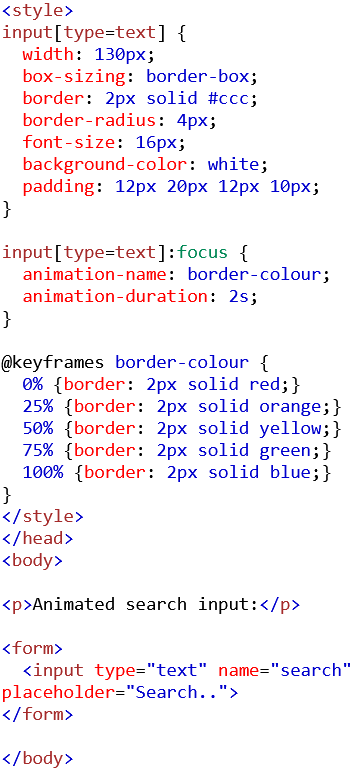 <style>
input[type=text] {
  width: 130px;
  box-sizing: border-box;
  border: 2px solid #ccc;
  border-radius: 4px;
  font-size: 16px;
  background-color: white;
  padding: 12px 20px 12px 10px;
}

input[type=text]:focus {
  animation-name: border-colour;
  animation-duration: 2s;
}

@keyframes border-colour {
  0% {border: 2px solid red;}
  25% {border: 2px solid orange;}
  50% {border: 2px solid yellow;}
  75% {border: 2px solid green;}
  100% {border: 2px solid blue;}
}
</style>
</head>
<body>

<p>Animated search input:</p>

<form>
  <input type="text" name="search"
placeholder="Search..">
</form>

</body>